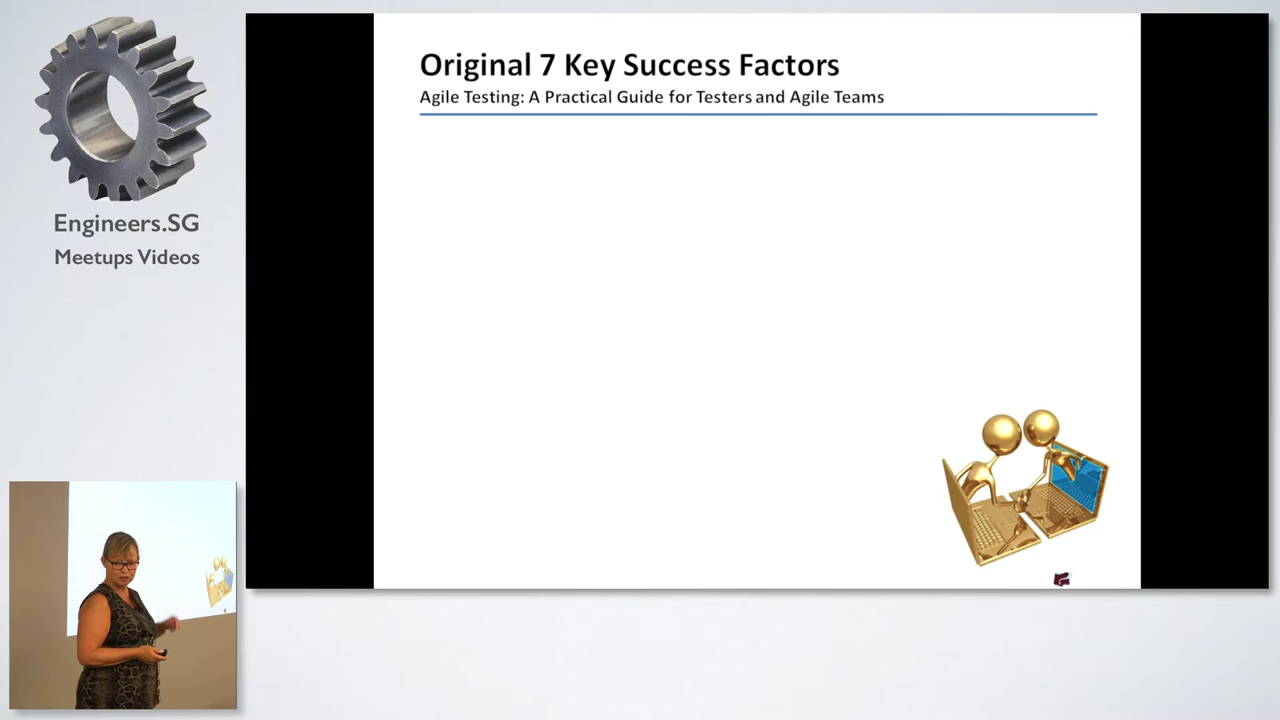 Engineers.SG
Meetups Videos
Original 7 Key Success Factors
Agile Testing: A Practical Guide for Testers and Agile Teams